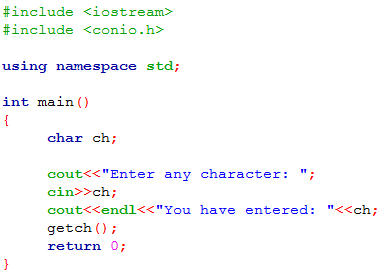 #include <iostream>
#include <conio.h>
using namespace std;
int main()
{
char ch;
cout<<"Enter any character: ";
cin>>ch;
cout<<endl<<"You have entered: "<<ch;
getch();
return 0;
}